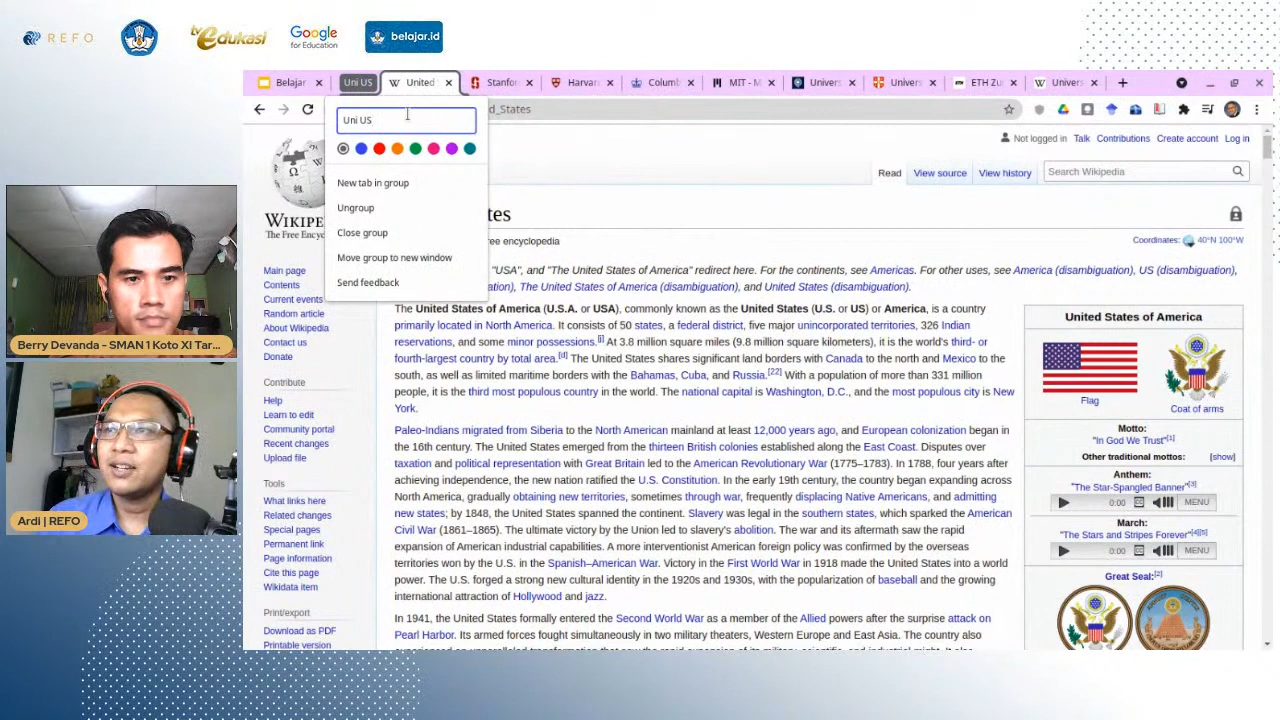 REFO
tv edukasi
Google
for Education
belajar.id
Belajar
Uni US
United
Stanfor
Harvar
Columb
MIT - M
Univers
Univers
ETH Zur
Univers
d_States
Uni US
New tab in group
Ungroup
Close group
Move group to new window
Send feedback
Not logged in Talk Contributions Create account Log in
Read View source View history
Search Wikipedia
WIKIPE
The Free Encyc
tes
ree encyclopedia
Coordinates: 40°N 100°W
Main page
Contents
Current events
Random article
About Wikipedia
Contact us
Donate
Contribute
Help
Learn to edit
Community portal
Recent changes
Upload file
Tools
What links here
Related changes
Special pages
Permanent link
Page information
Cite this page
Wikidata item
Print/export
Download as PDF
Printable version
"USA", and "The United States of America" redirect here. For the continents, see Americas. For other uses, see America (disambiguation), US (disambiguation),
ation), The United States of America (disambiguation), and United States (disambiguation).
The United States of America (U.S.A. or USA), commonly known as the United States (U.S. or US) or America, is a country
primarily located in North America. It consists of 50 states, a federal district, five major unincorporated territories, 326 Indian
reservations, and some minor possessions.[j] At 3.8 million square miles (9.8 million square kilometers), it is the world's third- or
fourth-largest country by total area.[d] The United States shares significant land borders with Canada to the north and Mexico to the
south, as well as limited maritime borders with the Bahamas, Cuba, and Russia.[22] With a population of more than 331 million
people, it is the third most populous country in the world. The national capital is Washington, D.C., and the most populous city is New
York.
Paleo-Indians migrated from Siberia to the North American mainland at least 12,000 years ago, and European colonization began in
the 16th century. The United States emerged from the thirteen British colonies established along the East Coast. Disputes over
taxation and political representation with Great Britain led to the American Revolutionary War (1775–1783). In 1788, four years after
achieving independence, the new nation ratified the U.S. Constitution. In the early 19th century, the country began expanding across
North America, gradually obtaining new territories, sometimes through war, frequently displacing Native Americans, and admitting
new states; by 1848, the United States spanned the continent. Slavery was legal in the southern states, which sparked the American
Civil War (1861–1865). The ultimate victory by the Union led to slavery's abolition. The war and its aftermath saw the rapid
expansion of American industrial capabilities. A more interventionist American foreign policy was confirmed by the overseas
territories won by the U.S. in the Spanish–American War. Victory in the First World War in 1918 made the United States into a world
power. The U.S. forged a strong new cultural identity in the 1920s and 1930s, with the popularization of baseball and the growing
international attraction of Hollywood and jazz.
In 1941, the United States formally entered the Second World War as a member of the Allied powers after the surprise attack on
Pearl Harbor. Its armed forces fought simultaneously in two military theaters, Western Europe and East Asia. The country also
United States of America
Flag
Coat of arms
Motto:
"In God We Trust"[1]
Other traditional mottos: [show]
Anthem:
"The Star-Spangled Banner"[3]
0:00 MENU
March:
"The Stars and Stripes Forever"[4][5]
0:00 MENU
Great Seal:[2]
Berry Devanda - SMAN 1 Koto XI Tar...
Ardi | REFO